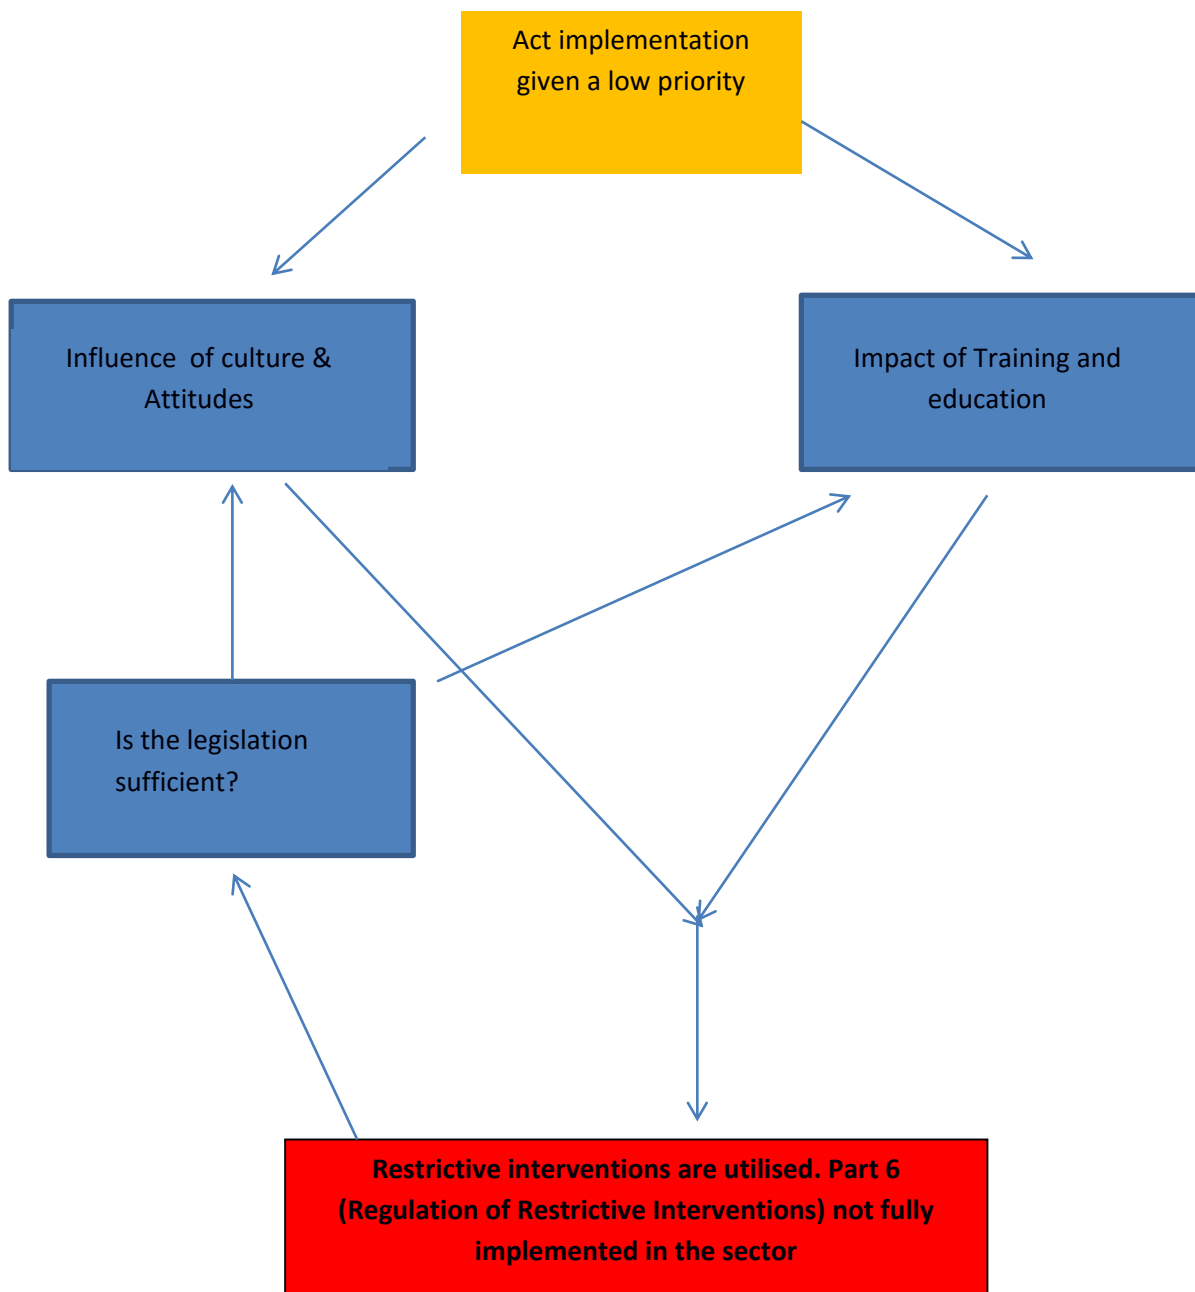 Act implementation
given a low priority
Influence  of culture &
Attitudes
Impact of Training and
education
Is the legislation
sufficient?
Restrictive interventions are utilised. Part 6
(Regulation of Restrictive Interventions) not fully
implemented in the sector